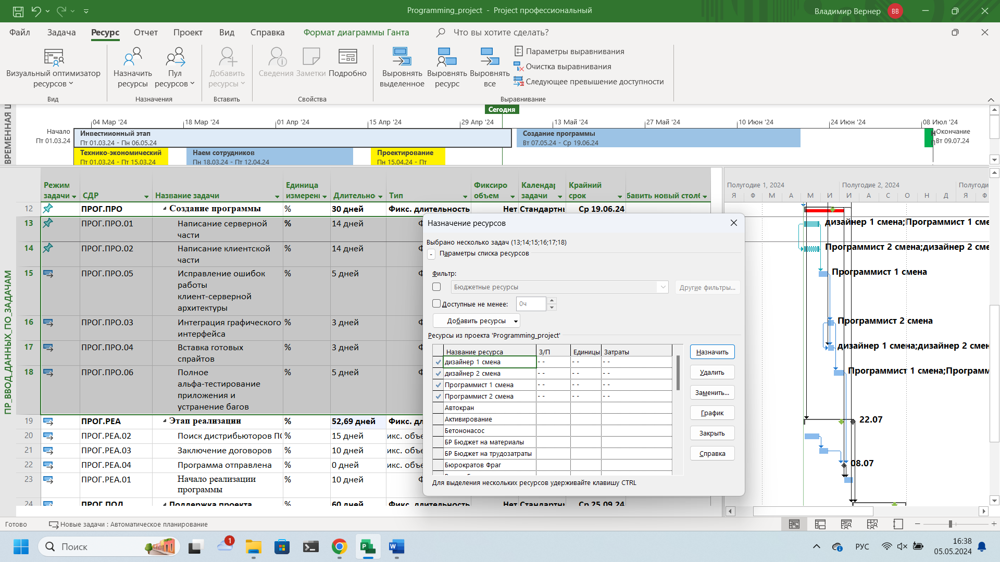 Programming_project - Project профессиональный
Владимир Вернер
ВВ
Файл Задача Ресурс Отчет Проект Вид Справка Формат диаграммы Ганта Что вы хотите сделать?
Визуальный оптимизатор ресурсов
Назначить ресурсы
Пул ресурсов
Добавить ресурсы
Сведения Заметки Подробно
Выровнять выделенное
Выровнять ресурс
Выровнять все
Параметры выравнивания
Очистка выравнивания
Следующее превышение доступности
Вид Назначения Вставить Свойства Выравнивание
ВРЕМЕННАЯ
Сегодня
04 Мар '24 18 Мар '24 01 Апр '24 15 Апр '24 29 Апр '24 13 Май '24 27 Май '24 10 Июн '24 24 Июн '24 08 Июл '24
Начало
Пт 01.03.24
Инвестиионный этап
Пт 01.03.24 - Пн 06.05.24
Создание программы
Вт 07.05.24 - Ср 19.06.24
Окончание
Вт 09.07.24
Технико-экономический
Пт 01.03.24 - Пт 15.03.24
Наем сотрудников
Пн 18.03.24 - Пт 12.04.24
Проектирование
Пн 15.04.24 - Пт
ПР_ВВОД_ДАННЫХ_ПО_ЗАДАЧАМ
Режим задачи
СДР
Название задачи
Единица измерен
Длительно
Тип
Фиксиро объем
Календар задачи
Крайний срок
бавить новый столб
12 ПРОГ.ПРО Создание программы % 30 дней Фикс. длительность Нет Стандартн Ср 19.06.24
13 ПРОГ.ПРО.01 Написание серверной % 14 дней
части
14 ПРОГ.ПРО.02 Написание клиентской % 14 дней
части
15 ПРОГ.ПРО.05 Исправление ошибок % 5 дней
работы
клиент-серверной
архитектуры
16 ПРОГ.ПРО.03 Интеграция графического % 3 дней
интерфейса
17 ПРОГ.ПРО.04 Вставка готовых % 3 дней
спрайтов
18 ПРОГ.ПРО.06 Полное % 5 дней
альфа-тестирование
приложения и
устранение багов
19 ПРОГ.РЕА Этап реализации % 52,69 дней Фикс. дл
20 ПРОГ.РЕА.02 Поиск дистрибьюторов ПО % 15 дней икс. объе
21 ПРОГ.РЕА.03 Заключение договоров % 10 дней икс. объе
22 ПРОГ.РЕА.04 Программа отправлена % 0 дней икс. объе
23 ПРОГ.РЕА.01 Начало реализации % 10 дней Ф
программы
24 ПРОГ.ПОД Поддержка проекта % 60 дней Фикс. длительность Нет Стандартн Ср 25.09.24
Назначение ресурсов
Выбрано несколько задач (13;14;15;16;17;18)
- Параметры списка ресурсов
Фильтр:
Бюджетные ресурсы
Другие фильтры...
Доступные не менее: 0ч
Добавить ресурсы
Ресурсы из проекта 'Programming_project'
Название ресурса З/П Единицы Затраты
дизайнер 1 смена - - - - - -
дизайнер 2 смена - - - - - -
Программист 1 смена - - - - - -
Программист 2 смена - - - - - -
Автокран
Активирование
Бетононасос
БР Бюджет на материалы
БР Бюджет на трудозатраты
Бюрократов Фраг
Назначить
Удалить
Заменить...
График
Закрыть
Справка
Для выделения нескольких ресурсов удерживайте клавишу CTRL
Полугодие 1, 2024 Полугодие 2, 2024 Полугоди
Я Ф М А М И И А С О Н Д Я Ф
дизайнер 1 смена;Программист 1 сме
Программист 2 смена;дизайнер 2 сме
Программист 1 смена
Программист 2 смена
дизайнер 1 смена;дизайнер 2 смен
Программист 1 смена;Программ
22.07
08.07
Готово
Новые задачи : Автоматическое планирование
Поиск
1
РУС
16:38
05.05.2024